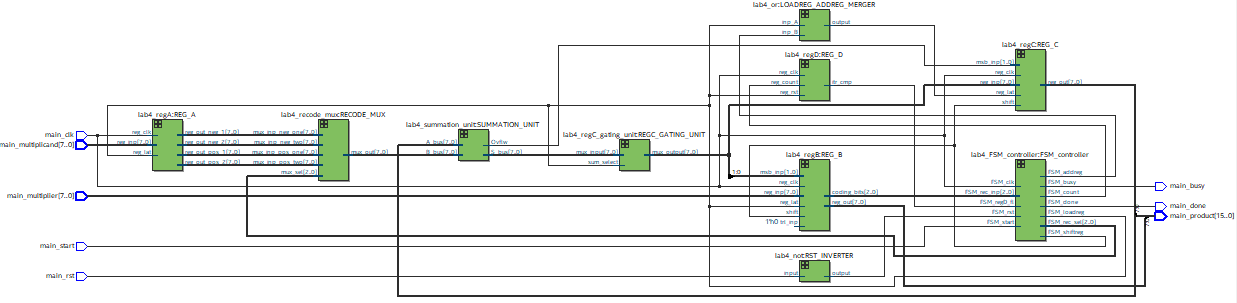 main_clk
main_multiplicand[7..0]
main_multiplier[7..0]
main_start
main_rst
lab4_regA:REG_A
reg_clk
reg_inp[7..0]
reg_lat
reg_out_neg_1[7..0]
reg_out_neg_2[7..0]
reg_out_pos_1[7..0]
reg_out_pos_2[7..0]
lab4_recode_mux:RECODE_MUX
mux_inp_neg_one[7..0]
mux_inp_neg_two[7..0]
mux_inp_pos_one[7..0]
mux_inp_pos_two[7..0]
mux_sel[2..0]
mux_out[7..0]
lab4_summation_unit:SUMMATION_UNIT
A_bus[7..0]
B_bus[7..0]
Ovflw
S_bus[7..0]
lab4_regC_gating_unit:REGC_GATING_UNIT
mux_input[7..0]
sum_select
mux_output[7..0]
lab4_or:LOADREG_ADDREG_MERGER
inp_A
inp_B
output
lab4_regD:REG_D
reg_clk
reg_count
reg_rst
itr_cmp
lab4_regB:REG_B
1:0
msb_inp[1..0]
reg_clk
reg_inp[7..0]
reg_lat
shift
1'h0 tri_inp
coding_bits[2..0]
reg_out[7..0]
lab4_not:RST_INVERTER
input
output
lab4_regC:REG_C
msb_inp[1..0]
reg_clk
reg_inp[7..0]
reg_lat
shift
reg_out[7..0]
lab4_FSM_controller:FSM_controller
FSM_clk
FSM_rec_inp[2..0]
FSM_regD_fi
FSM_rst
FSM_start
FSM_addreg
FSM_busy
FSM_count
FSM_done
FSM_loadreg
FSM_rec_sel[2..0]
FSM_shiftreg
main_busy
main_done
main_product[15..0]